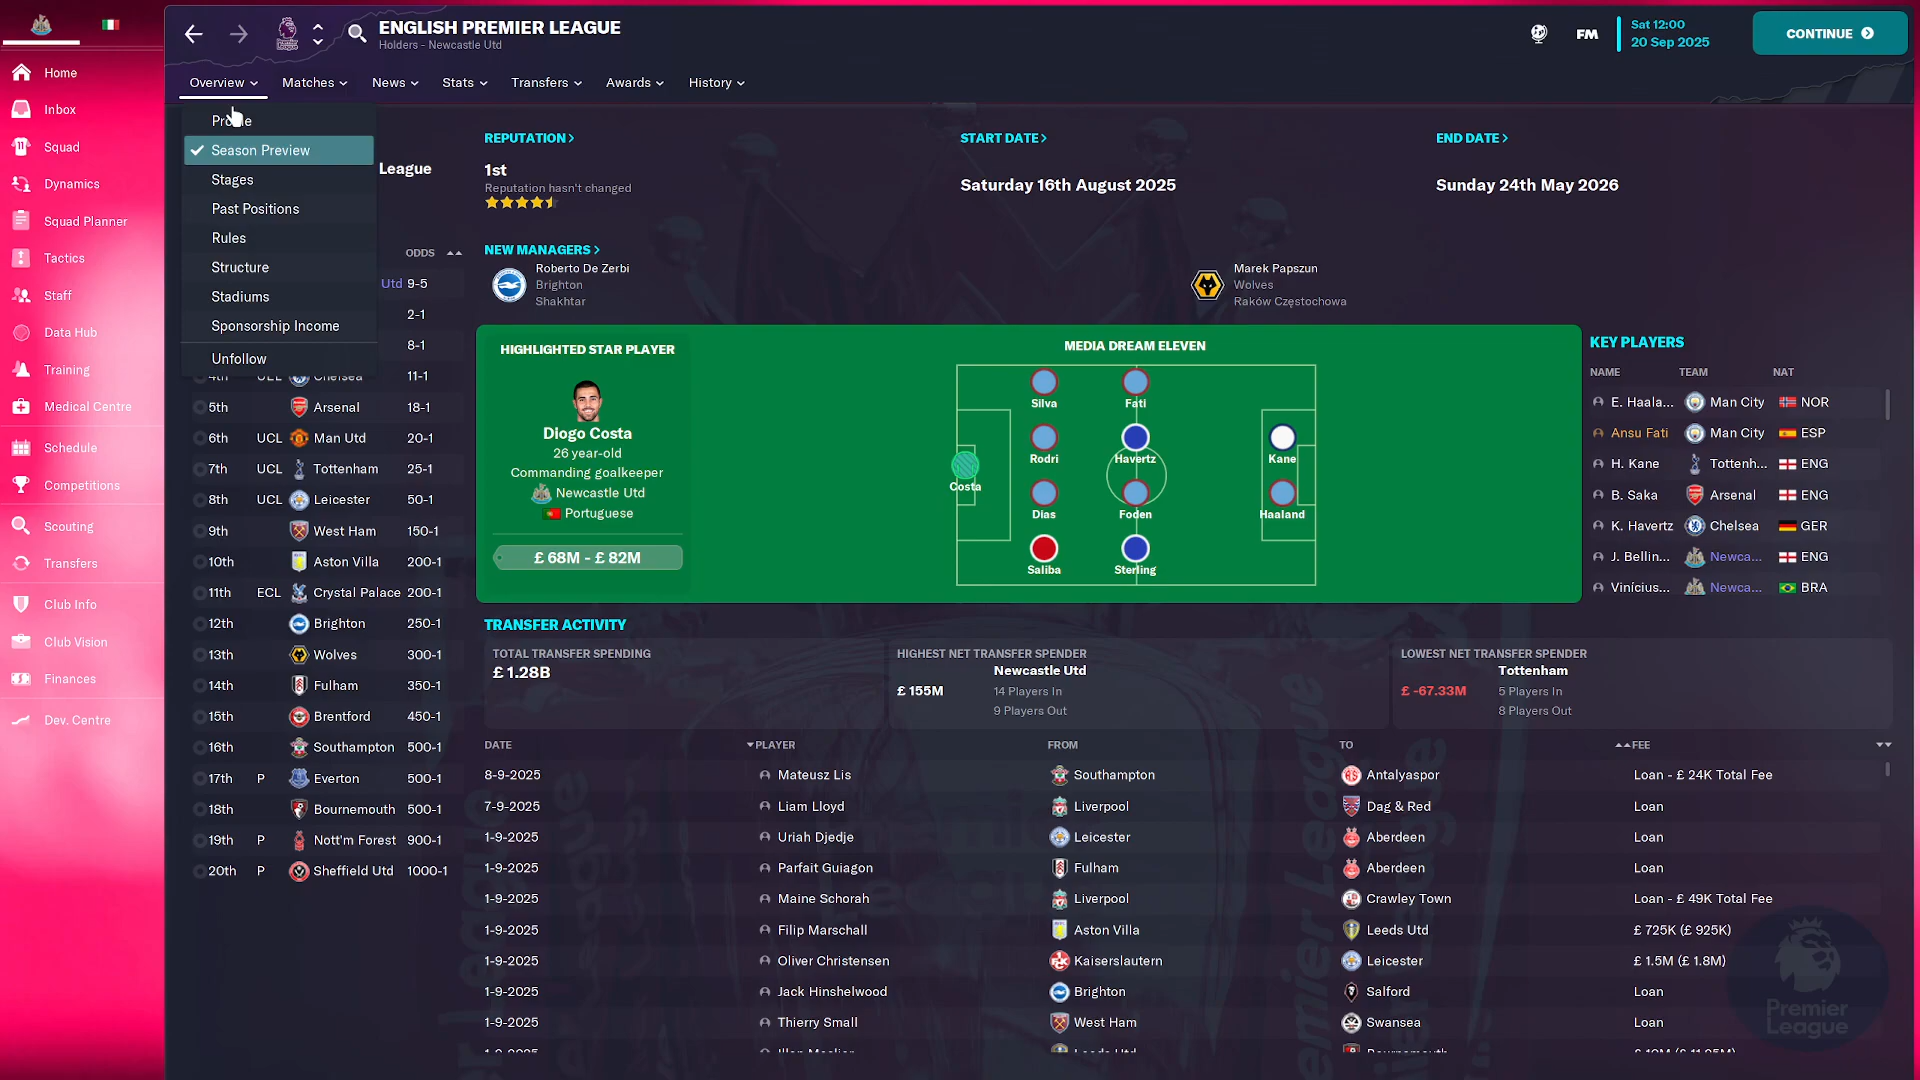 ENGLISH PREMIER LEAGUE
Holders - Newcastle Utd
FM
Sat 12:00
20 Sep 2025
CONTINUE
Overview
Matches
News
Stats
Transfers
Awards
History
Home
Inbox
Squad
Dynamics
Squad Planner
Tactics
Staff
Data Hub
Training
Medical Centre
Schedule
Competitions
Scouting
Transfers
Club Info
Club Vision
Finances
Dev. Centre
Season Preview
Stages
Past Positions
Rules
Structure
Stadiums
Sponsorship Income
Unfollow
League
ODDS
Utd 9-5
2-1
8-1
4th UEL Chelsea 11-1
5th Arsenal 18-1
6th UCL Man Utd 20-1
7th UCL Tottenham 25-1
8th UCL Leicester 50-1
9th West Ham 150-1
10th Aston Villa 200-1
11th ECL Crystal Palace 200-1
12th Brighton 250-1
13th Wolves 300-1
14th Fulham 350-1
15th Brentford 450-1
16th Southampton 500-1
17th P Everton 500-1
18th Bournemouth 500-1
19th P Nott'm Forest 900-1
20th P Sheffield Utd 1000-1
REPUTATION
1st
Reputation hasn't changed
START DATE
Saturday 16th August 2025
END DATE
Sunday 24th May 2026
NEW MANAGERS
Roberto De Zerbi
Brighton
Shakhtar
Marek Papszun
Wolves
Raków Częstochowa
HIGHLIGHTED STAR PLAYER
Diogo Costa
26 year-old
Commanding goalkeeper
Newcastle Utd
Portuguese
£ 68M - £ 82M
MEDIA DREAM ELEVEN
Silva
Fati
Rodri
Havertz
Kane
Costa
Dias
Foden
Haaland
Saliba
Sterling
KEY PLAYERS
NAME TEAM NAT
E. Haala... Man City NOR
Ansu Fati Man City ESP
H. Kane Tottenh... ENG
B. Saka Arsenal ENG
K. Havertz Chelsea GER
J. Bellin... Newca... ENG
Vinícius... Newca... BRA
TRANSFER ACTIVITY
TOTAL TRANSFER SPENDING
£ 1.28B
HIGHEST NET TRANSFER SPENDER
Newcastle Utd
£ 155M
14 Players In
9 Players Out
LOWEST NET TRANSFER SPENDER
Tottenham
£ -67.33M
5 Players In
8 Players Out
DATE PLAYER FROM TO FEE
8-9-2025 Mateusz Lis Southampton Antalyaspor Loan - £ 24K Total Fee
7-9-2025 Liam Lloyd Liverpool Dag & Red Loan
1-9-2025 Uriah Djedje Leicester Aberdeen Loan
1-9-2025 Parfait Guiagon Fulham Aberdeen Loan
1-9-2025 Maine Schorah Liverpool Crawley Town Loan - £ 49K Total Fee
1-9-2025 Filip Marschall Aston Villa Leeds Utd £ 725K (£ 925K)
1-9-2025 Oliver Christensen Kaiserslautern Leicester £ 1.5M (£ 1.8M)
1-9-2025 Jack Hinshelwood Brighton Salford Loan
1-9-2025 Thierry Small West Ham Swansea Loan
Premier
League